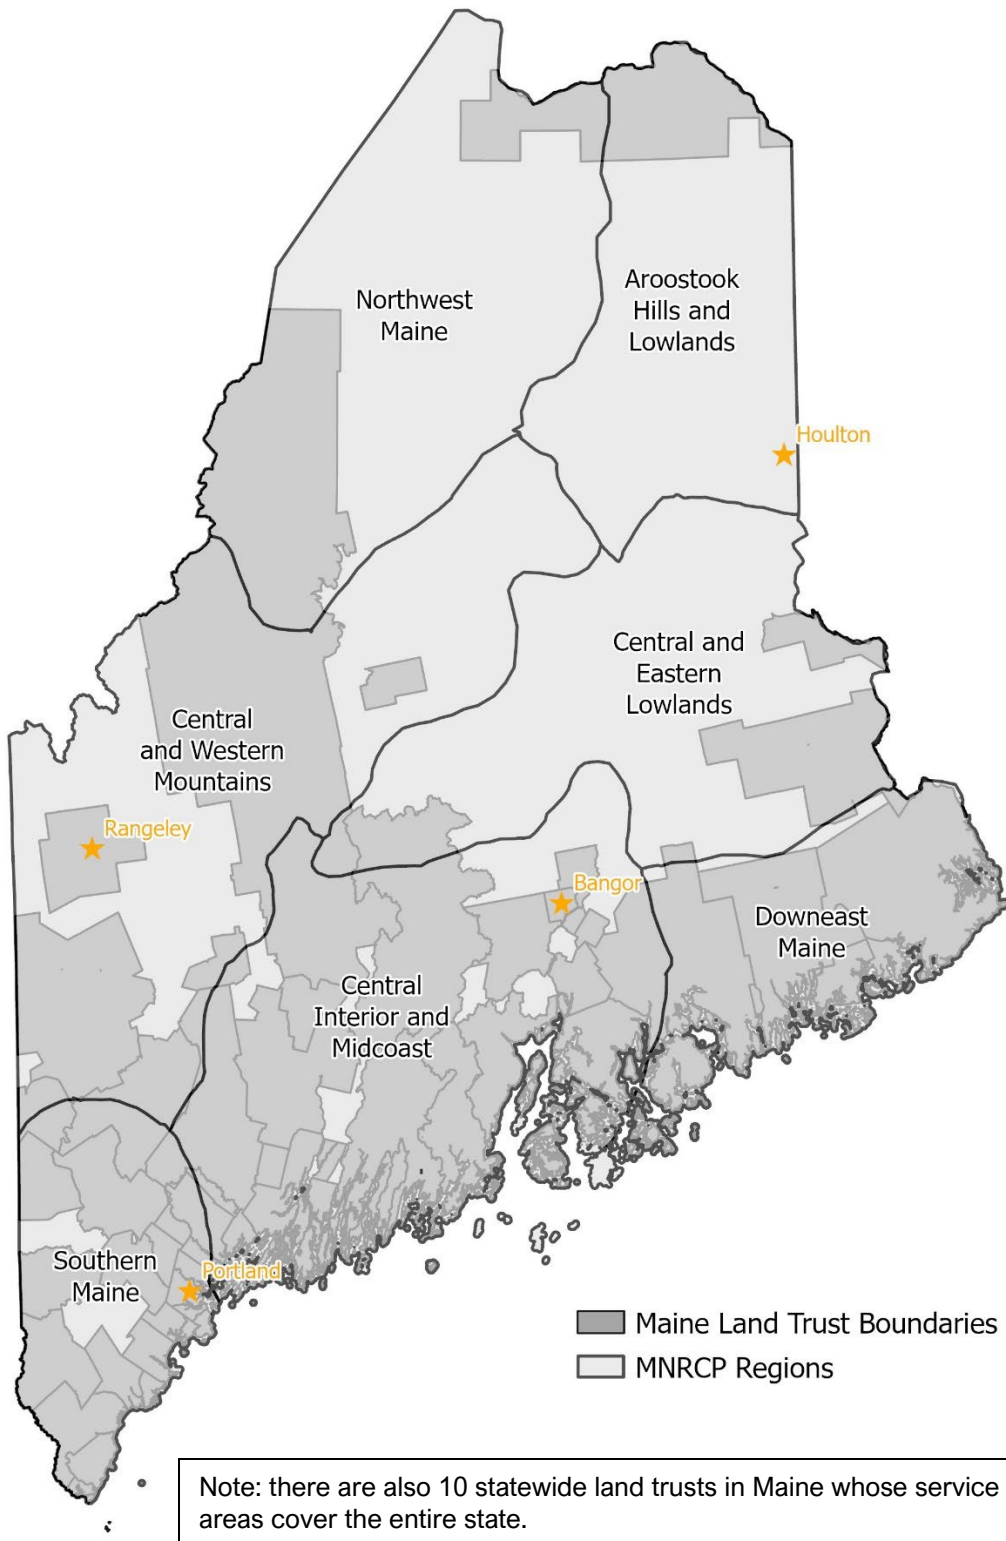 Northwest
Maine
Aroostook
Hills and
Lowlands
Houlton
Central and
Eastern
Lowlands
Central
and Western
Mountains
Rangeley
Bangor
Downeast
Maine
Central
Interior and
Midcoast
Southern
Maine
Portland
Maine Land Trust Boundaries
MNRCP Regions
Note: there are also 10 statewide land trusts in Maine whose service
areas cover the entire state.